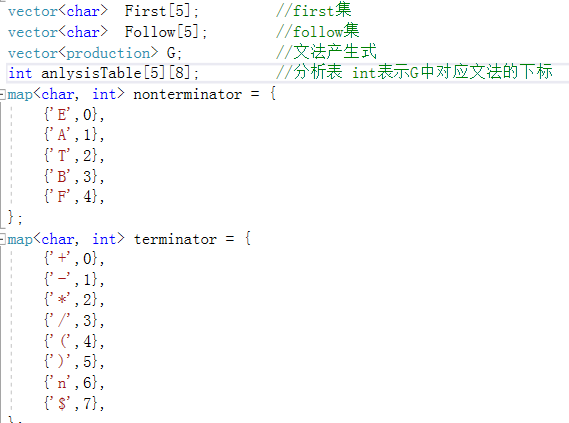 vector<char>  First[5];          //first集
vector<char>  Follow[5];         //follow集
vector<production> G;            //文法产生式
int anlysisTable[5][8];          //分析表 int表示G中对应文法的下标
map<char, int> nonterminator = {
    {'E',0},
    {'A',1},
    {'T',2},
    {'B',3},
    {'F',4},
};
map<char, int> terminator = {
    {'+',0},
    {'-',1},
    {'*',2},
    {'/',3},
    {'(',4},
    {')',5},
    {'n',6},
    {'$',7},
};